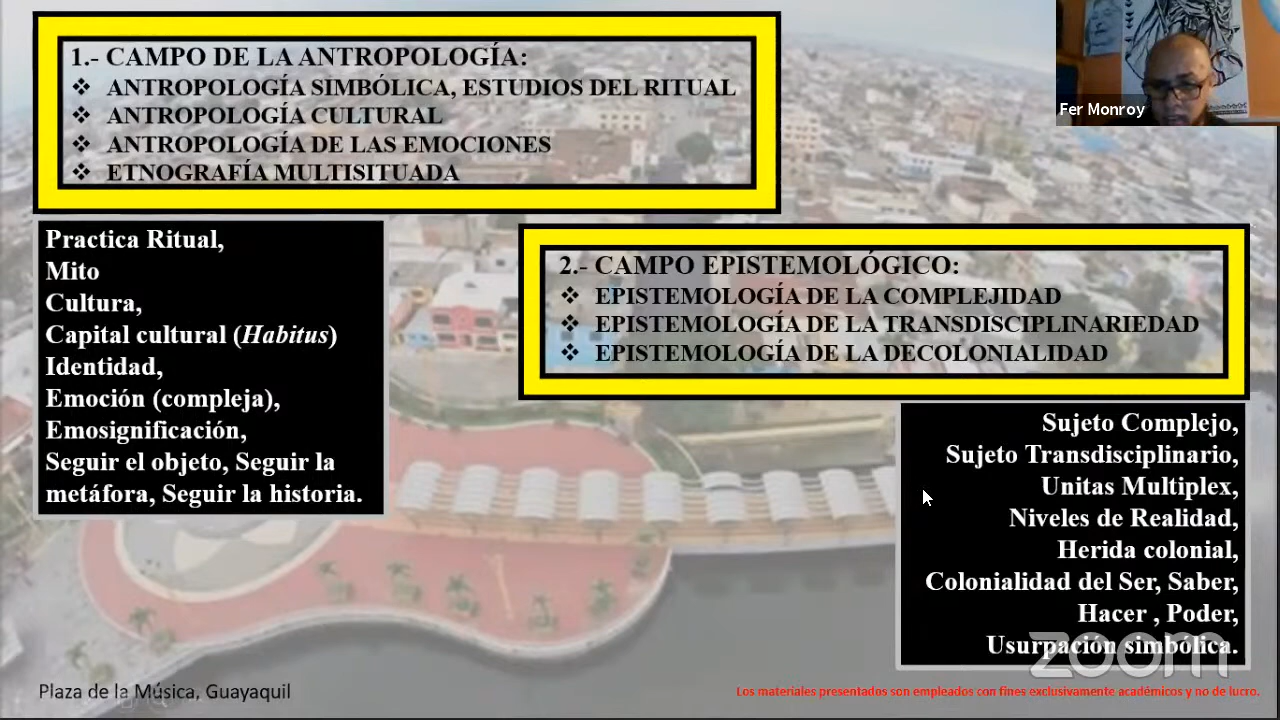 1.- CAMPO DE LA ANTROPOLOGÍA:
❖ ANTROPOLOGÍA SIMBÓLICA, ESTUDIOS DEL RITUAL
❖ ANTROPOLOGÍA CULTURAL
❖ ANTROPOLOGÍA DE LAS EMOCIONES
❖ ETNOGRAFÍA MULTISITUADA
Fer Monroy
Practica Ritual,
Mito
Cultura,
Capital cultural (Habitus)
Identidad,
Emoción (compleja),
Emosignificación,
Seguir el objeto, Seguir la
metáfora, Seguir la historia.
2.- CAMPO EPISTEMOLÓGICO:
❖ EPISTEMOLOGÍA DE LA COMPLEJIDAD
❖ EPISTEMOLOGÍA DE LA TRANSDISCIPLINARIEDAD
❖ EPISTEMOLOGÍA DE LA DECOLONIALIDAD
Sujeto Complejo,
Sujeto Transdisciplinario,
Unitas Multiplex,
Niveles de Realidad,
Herida colonial,
Colonialidad del Ser, Saber,
Hacer , Poder,
Usurpación simbólica.
zoom
Plaza de la Música, Guayaquil
Los materiales presentados son empleados con fines exclusivamente académicos y no de lucro.